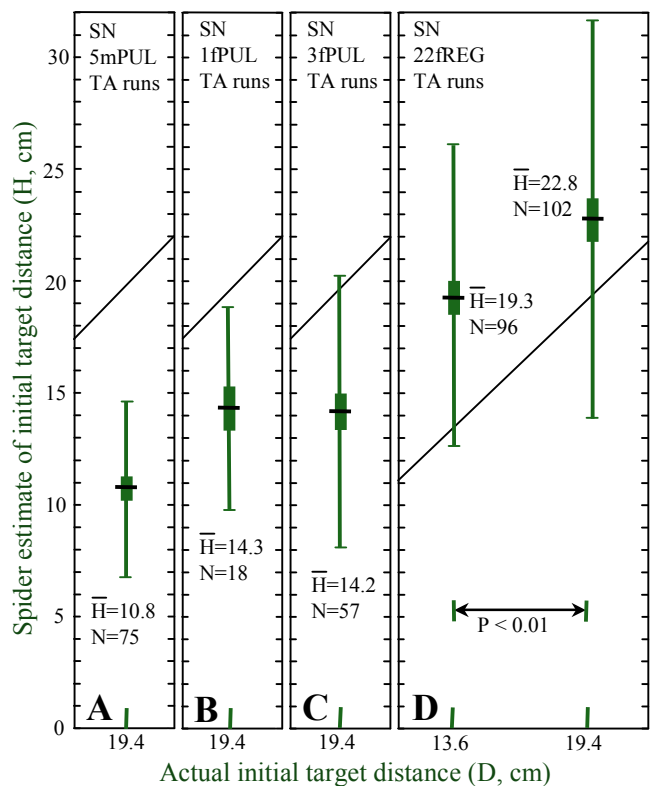 Spider estimate of initial target distance (H, cm)
30
25
20
15
10
5
0
SN
5mPUL
TA runs
H̅=10.8
N=75
A
19.4
SN
1fPUL
TA runs
H̅=14.3
N=18
B
19.4
SN
3fPUL
TA runs
H̅=14.2
N=57
C
19.4
SN
22fREG
TA runs
H̅=22.8
N=102
H̅=19.3
N=96
P < 0.01
D
13.6
19.4
Actual initial target distance (D, cm)